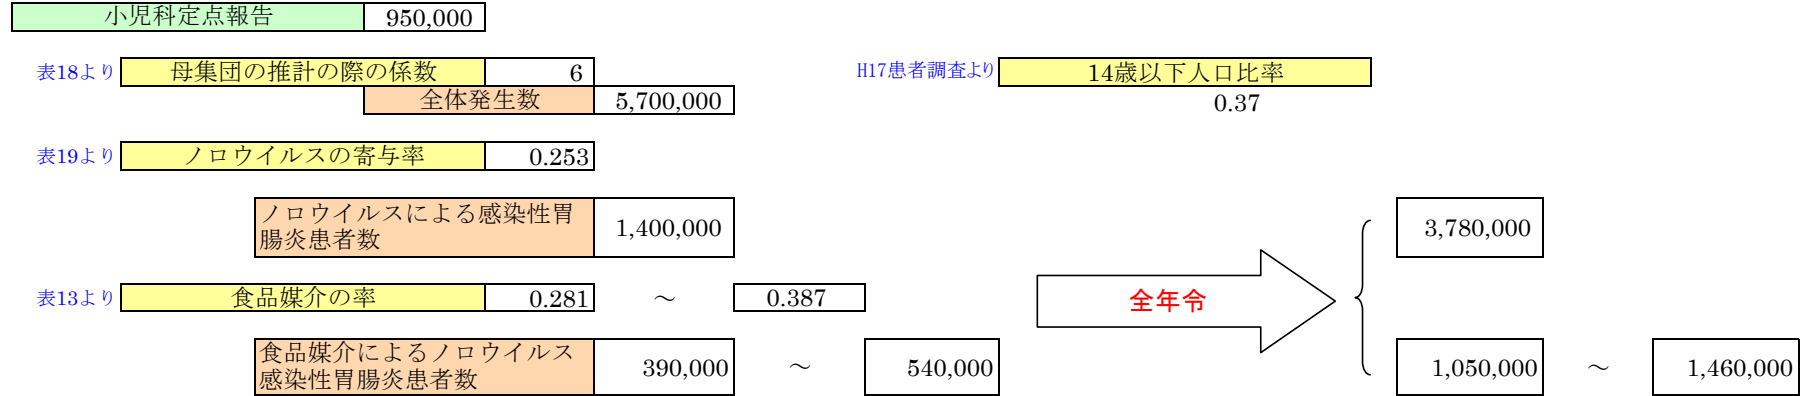 小児科定点報告 950,000
表18より 母集団の推計の際の係数 6 H17患者調査より 14歳以下人口比率
全体発生数 5,700,000 0.37
表19より ノロウイルスの寄与率 0.253
ノロウイルスによる感染性胃
腸炎患者数 1,400,000 3,780,000
表13より 食品媒介の率 0.281 ～ 0.387 全年令
食品媒介によるノロウイルス
感染性胃腸炎患者数 390,000 ～ 540,000 1,050,000 ～ 1,460,000